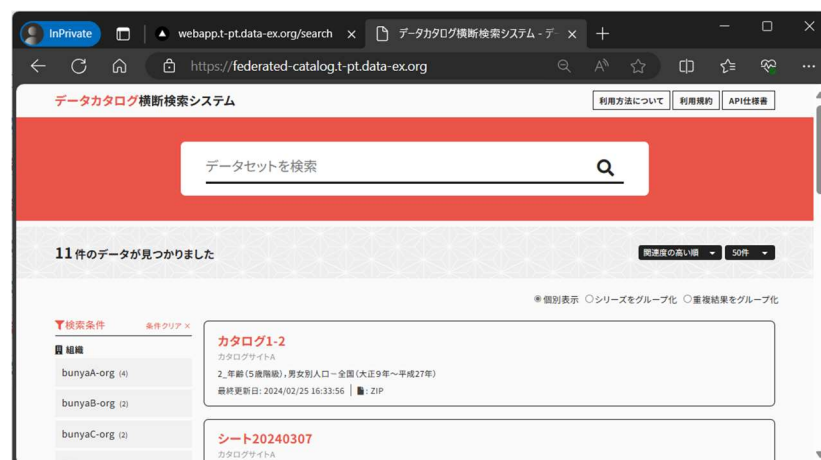 InPrivate
webapp.t-pt.data-ex.org/search
データカタログ横断検索システム - デー
https://federated-catalog.t-pt.data-ex.org
データカタログ横断検索システム
利用方法について
利用規約
API仕様書
データセットを検索
11 件のデータが見つかりました
関連度の高い順
50件
個別表示 シリーズをグループ化 重複結果をグループ化
検索条件
条件クリア ×
組織
bunyaA-org (4)
bunyaB-org (2)
bunyaC-org (2)
カタログ1-2
カタログサイトA
2_年齢(5歳階級),男女別人口-全国(大正9年~平成27年)
最終更新日: 2024/02/25 16:33:56 | : ZIP
シート20240307
カタログサイトA